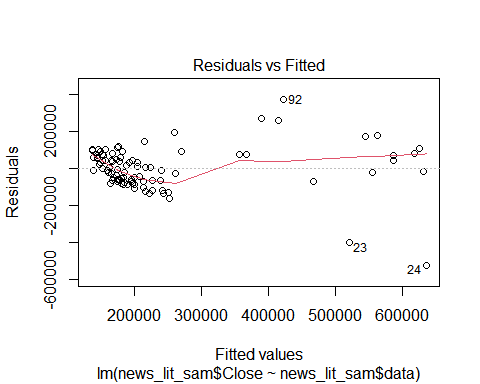 Residuals vs Fitted
Residuals
-600000
-200000
200000
92
23
24
200000
300000
400000
500000
600000
Fitted values
lm(news_lit_sam$Close ~ news_lit_sam$data)